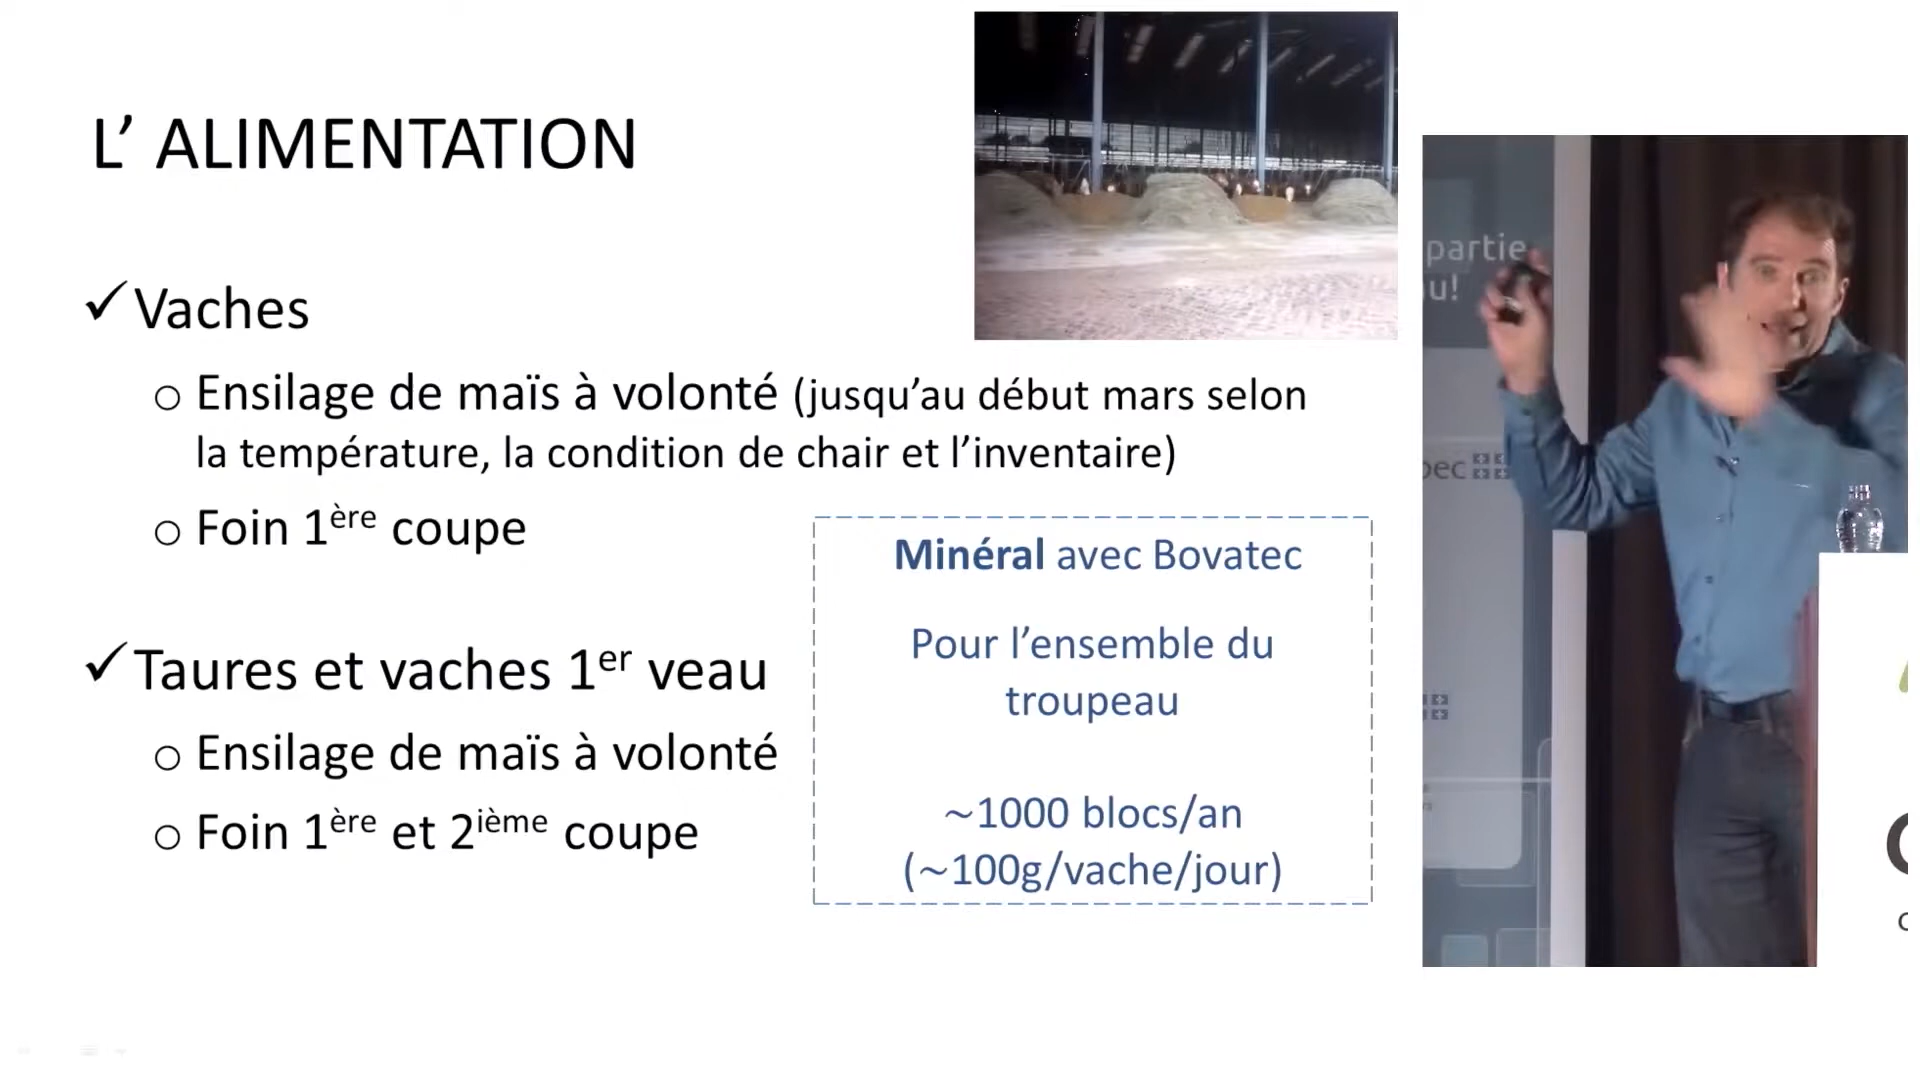 L’ ALIMENTATION
✓Vaches
o Ensilage de maïs à volonté (jusqu’au début mars selon
la température, la condition de chair et l’inventaire)
o Foin 1ère coupe
✓Taures et vaches 1er veau
o Ensilage de maïs à volonté
o Foin 1ère et 2ième coupe
Minéral avec Bovatec
Pour l’ensemble du
troupeau
~1000 blocs/an
(~100g/vache/jour)
partie
u!
bec